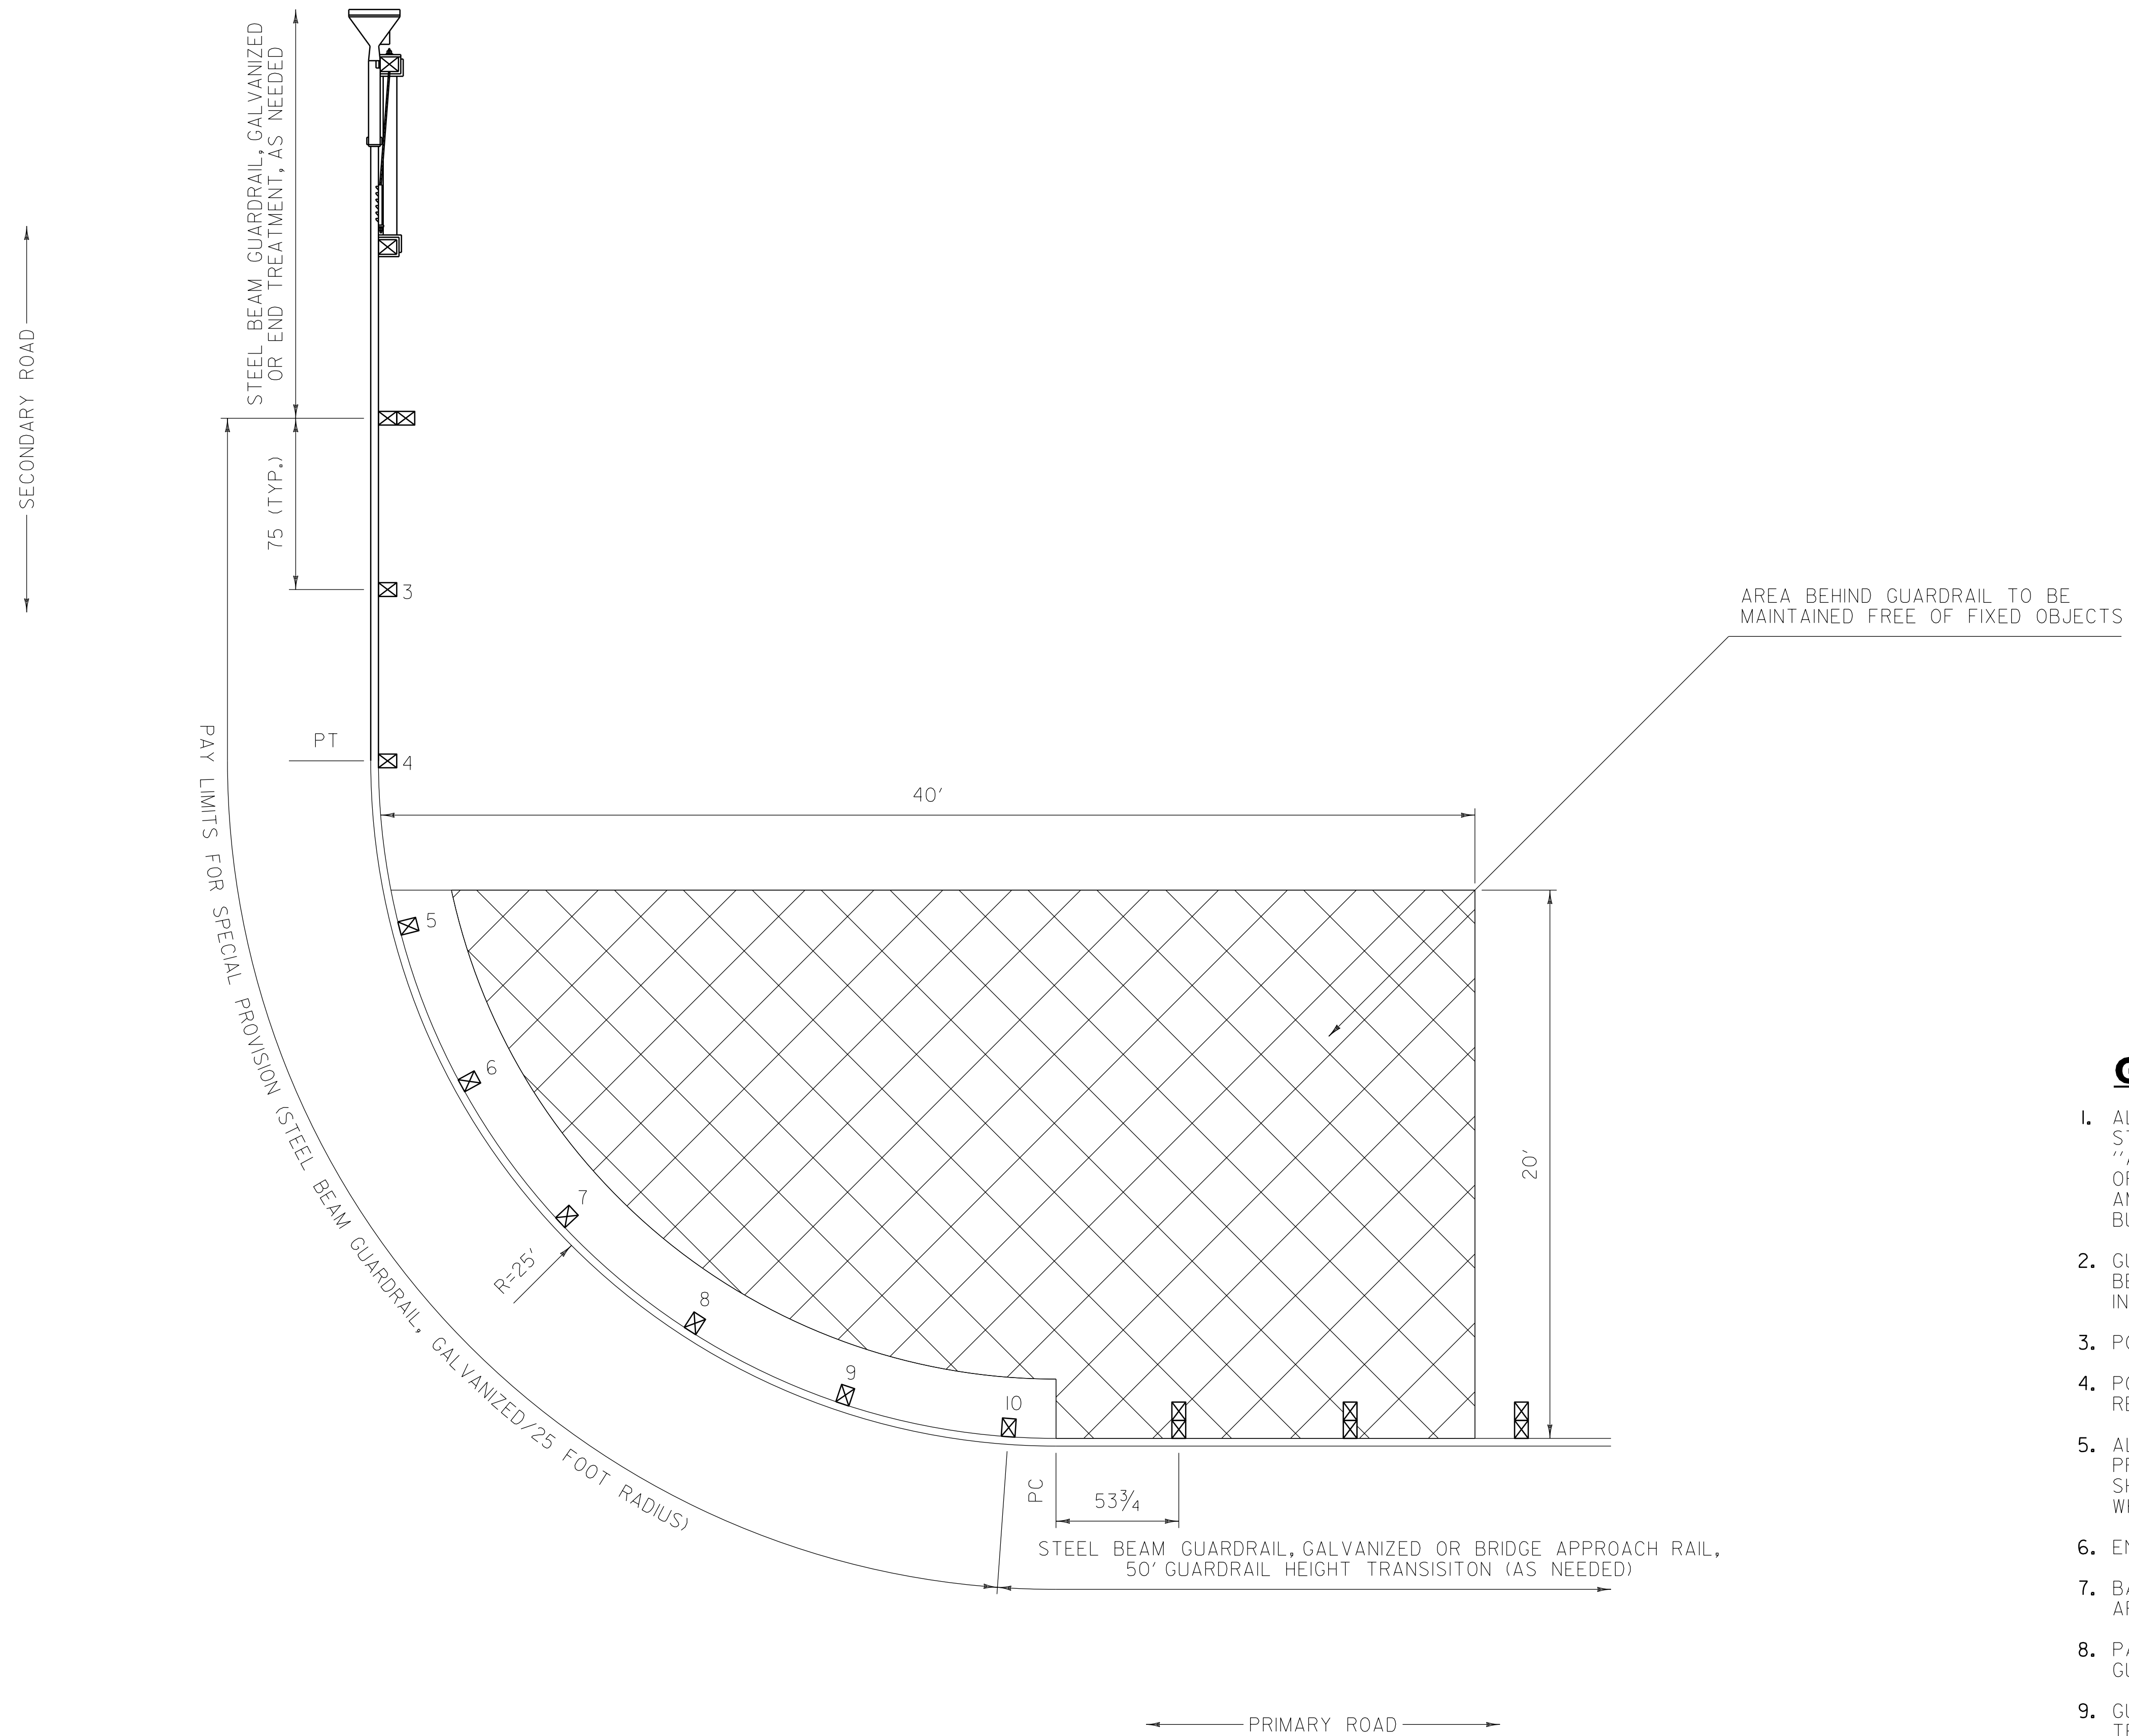 STEEL BEAM GUARDRAIL, GALVANIZED
OR END TREATMENT, AS NEEDED
SECONDARY ROAD
75 (TYP.)
3
PT
4
PAY LIMITS FOR SPECIAL PROVISION (STEEL BEAM GUARDRAIL, GALVANIZED/25 FOOT RADIUS)
AREA BEHIND GUARDRAIL TO BE
MAINTAINED FREE OF FIXED OBJECTS
40'
5
6
7
R=25'
8
9
10
20'
PC
53¾
STEEL BEAM GUARDRAIL, GALVANIZED OR BRIDGE APPROACH RAIL,
50' GUARDRAIL HEIGHT TRANSISITON (AS NEEDED)
PRIMARY ROAD
1.
2.
3.
4.
5.
6.
7.
8.
9.